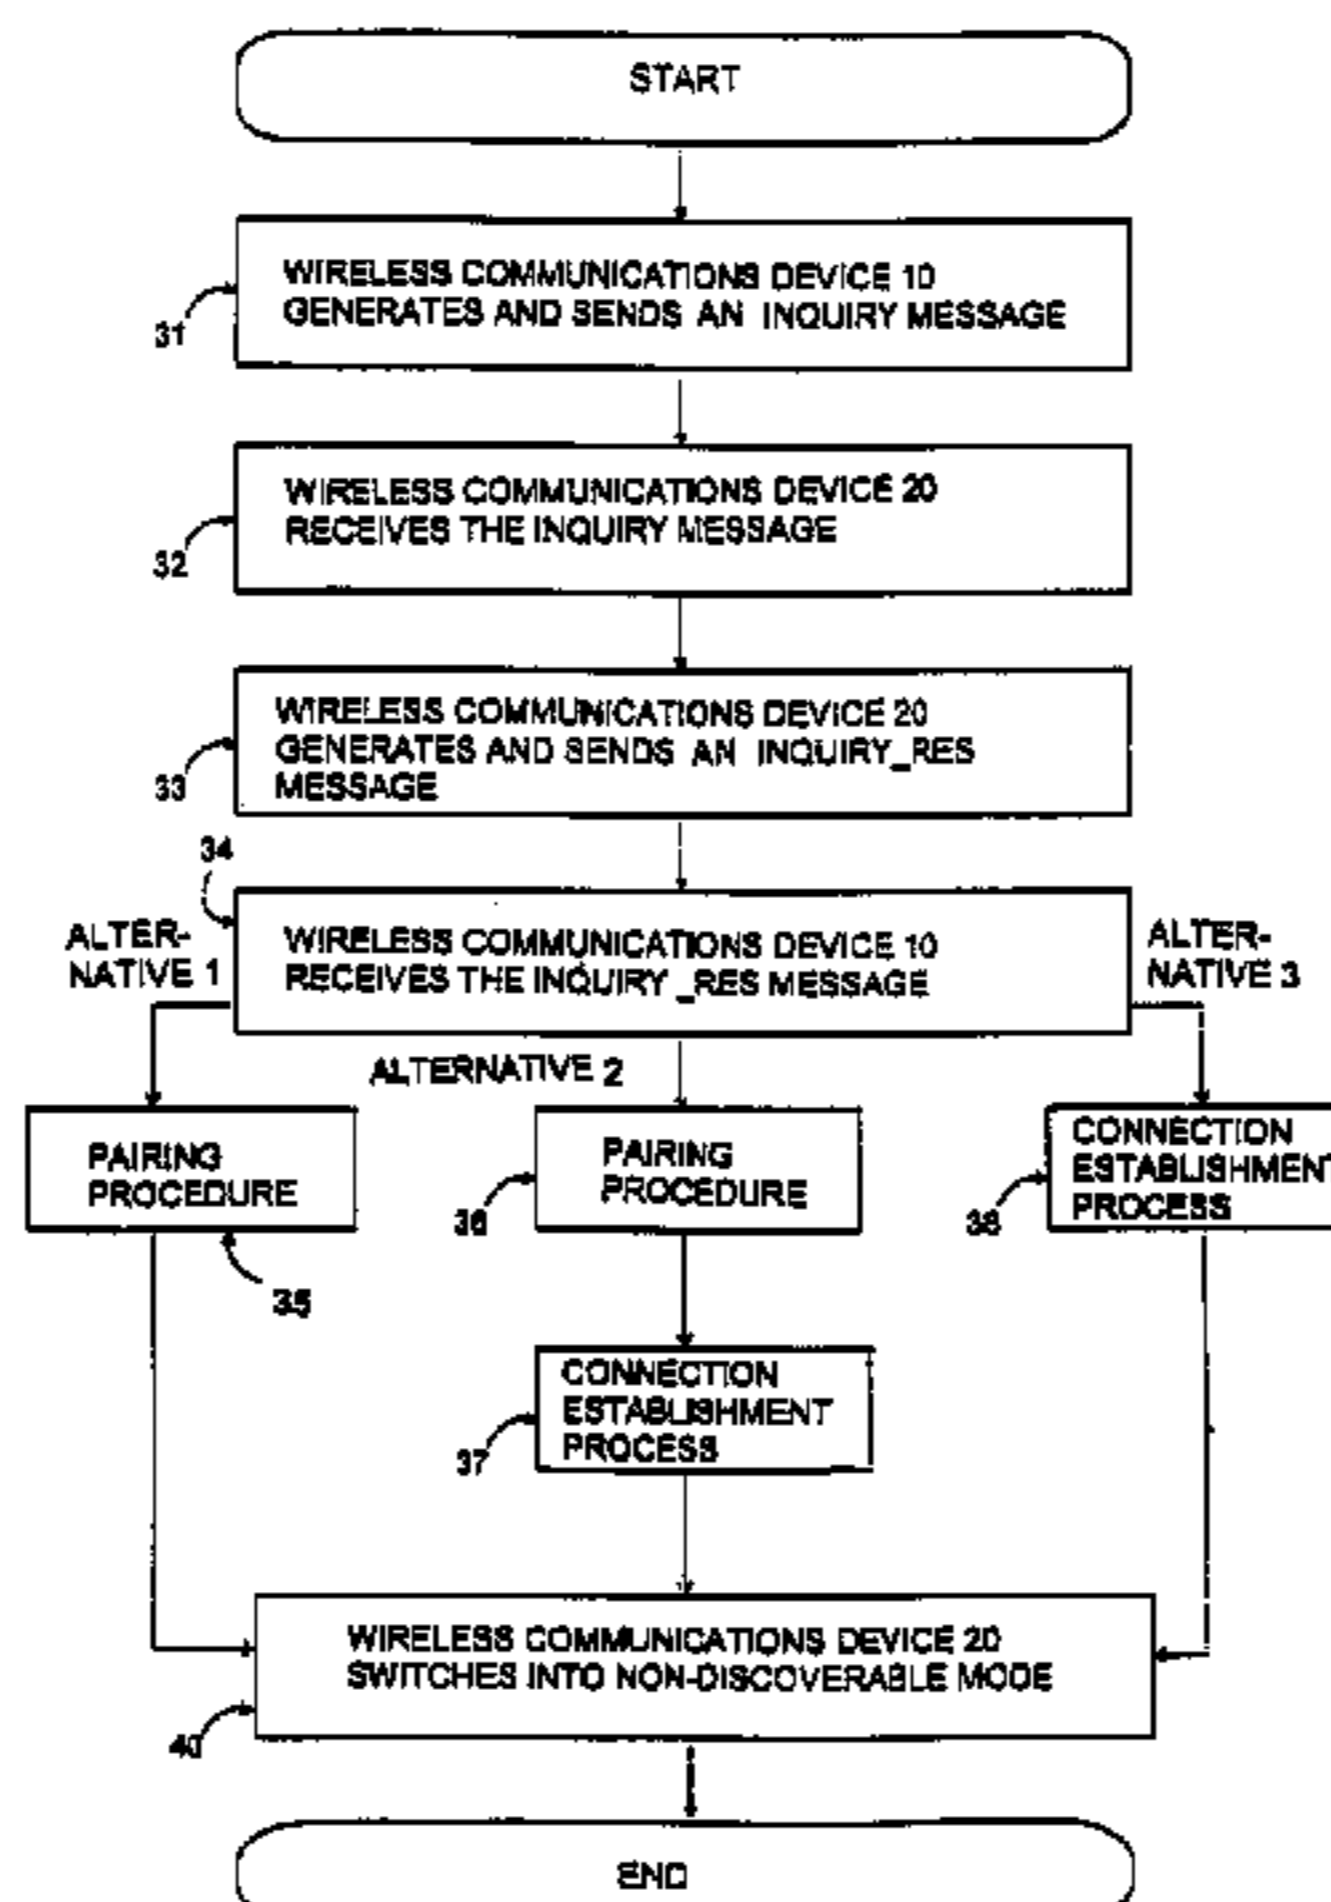 START
WIRELESS COMMUNICATIONS DEVICE 10
GENERATES AND SENDS AN INQUIRY MESSAGE
31
WIRELESS COMMUNICATIONS DEVICE 20
RECEIVES THE INQUIRY MESSAGE
32
WIRELESS COMMUNICATIONS DEVICE 20
GENERATES AND SENDS AN INQUIRY_RES
MESSAGE
33
34
ALTER-
NATIVE 1
WIRELESS COMMUNICATIONS DEVICE 10
RECEIVES THE INQUIRY _RES MESSAGE
ALTER-
NATIVE 3
ALTERNATIVE 2
PAIRING
PROCEDURE
35
PAIRING
PROCEDURE
36
CONNECTION
ESTABLISHMENT
PROCESS
38
CONNECTION
ESTABLISHMENT
PROCESS
37
WIRELESS COMMUNICATIONS DEVICE 20
SWITCHES INTO NON-DISCOVERABLE MODE
40
END